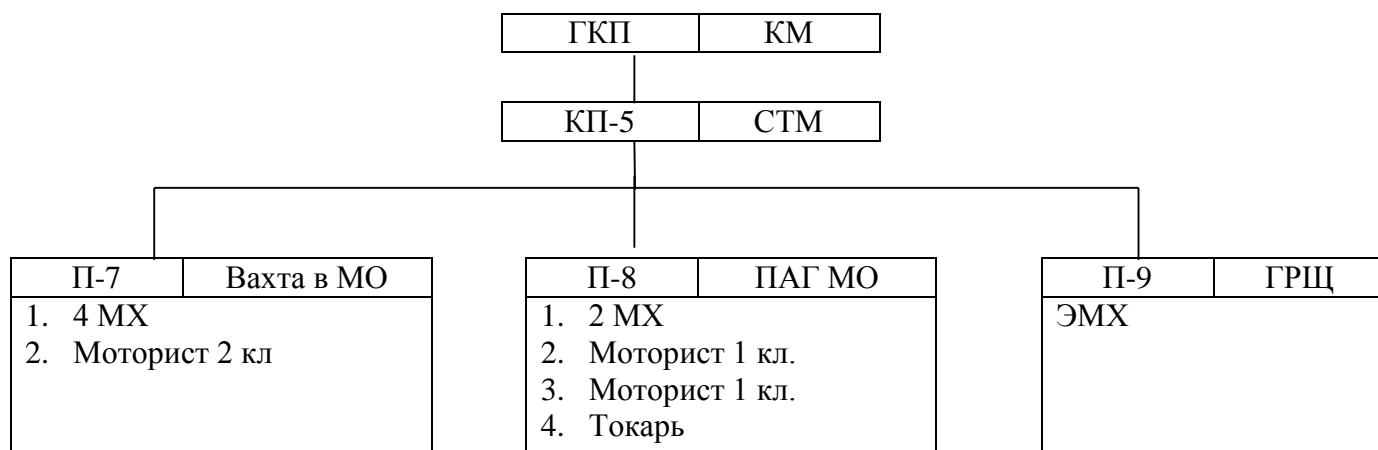 ГКП КМ
КП-5 СТМ
П-7 Вахта в МО
1. 4 МХ
2. Моторист 2 кл
П-8 ПАГ МО
1. 2 МХ
2. Моторист 1 кл.
3. Моторист 1 кл.
4. Токарь
П-9 ГРЩ
ЭМХ